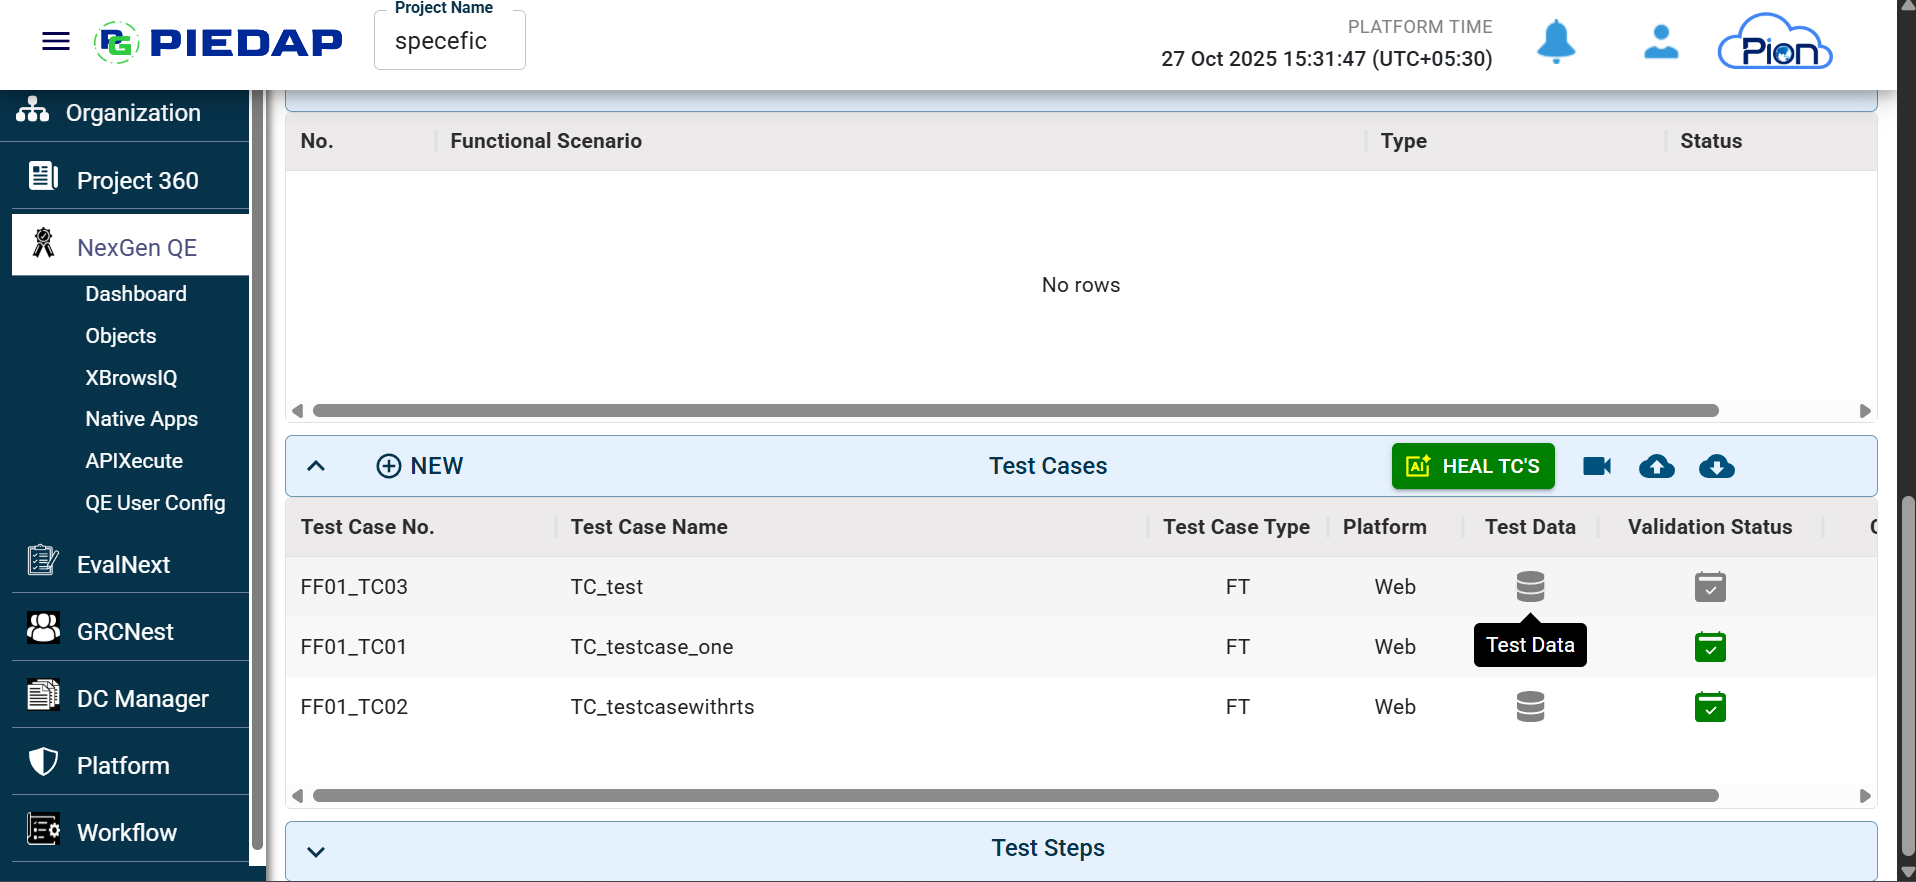 PIEDAP
Project Name
specefic
PLATFORM TIME
27 Oct 2025 15:31:47 (UTC+05:30)
Pion
Organization
Project 360
NexGen QE
Dashboard
Objects
XBrowsIQ
Native Apps
APIXecute
QE User Config
EvalNext
GRCNest
DC Manager
Platform
Workflow
No. Functional Scenario Type Status
No rows
NEW Test Cases AI HEAL TC'S
Test Case No. Test Case Name Test Case Type Platform Test Data Validation Status
FF01_TC03 TC_test FT Web
FF01_TC01 TC_testcase_one FT Web Test Data
FF01_TC02 TC_testcasewithrts FT Web
Test Steps